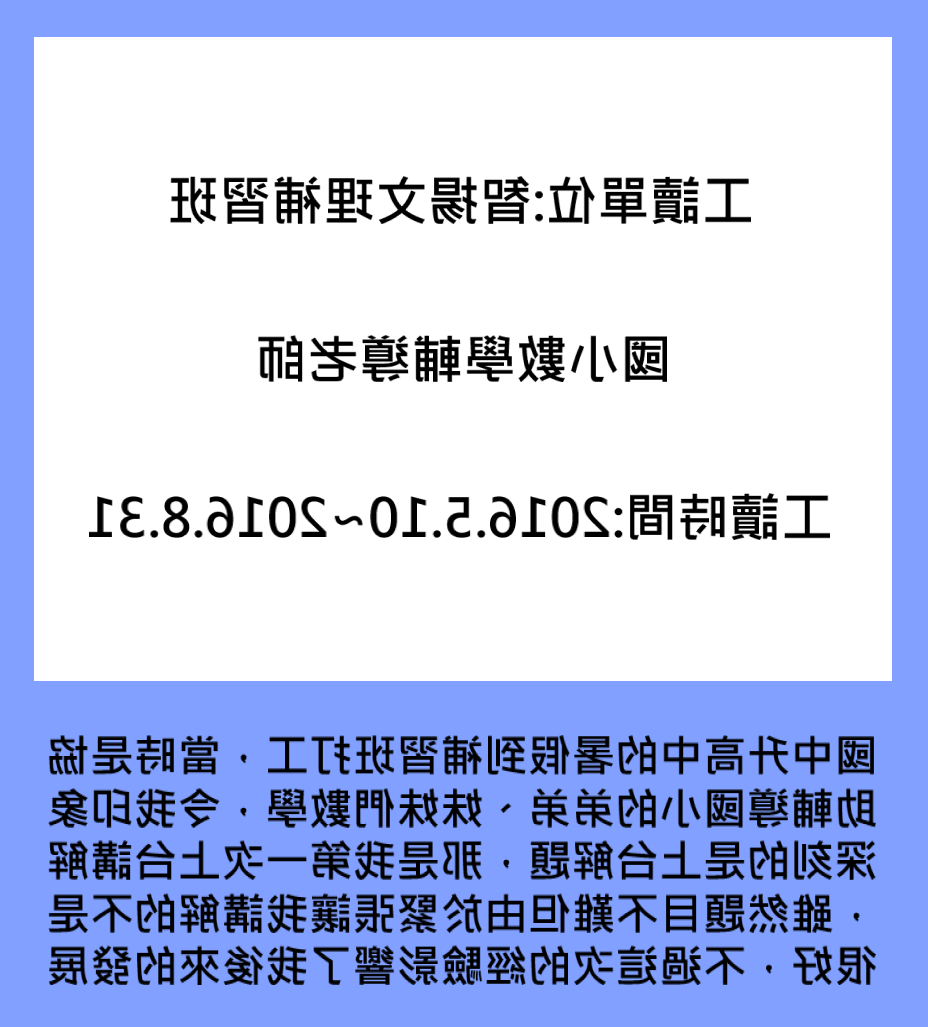 工讀單位:智揚文理補習班
國小數學輔導老師
工讀時間:2016.5.10~2016.8.31
國中升高中的暑假到補習班打工，當時是協
助輔導國小的弟弟、妹妹們數學，令我印象
深刻的是上台解題，那是我第一次上台講解
，雖然題目不難但由於緊張讓我講解的不是
很好，不過這次的經驗影響了我後來的發展